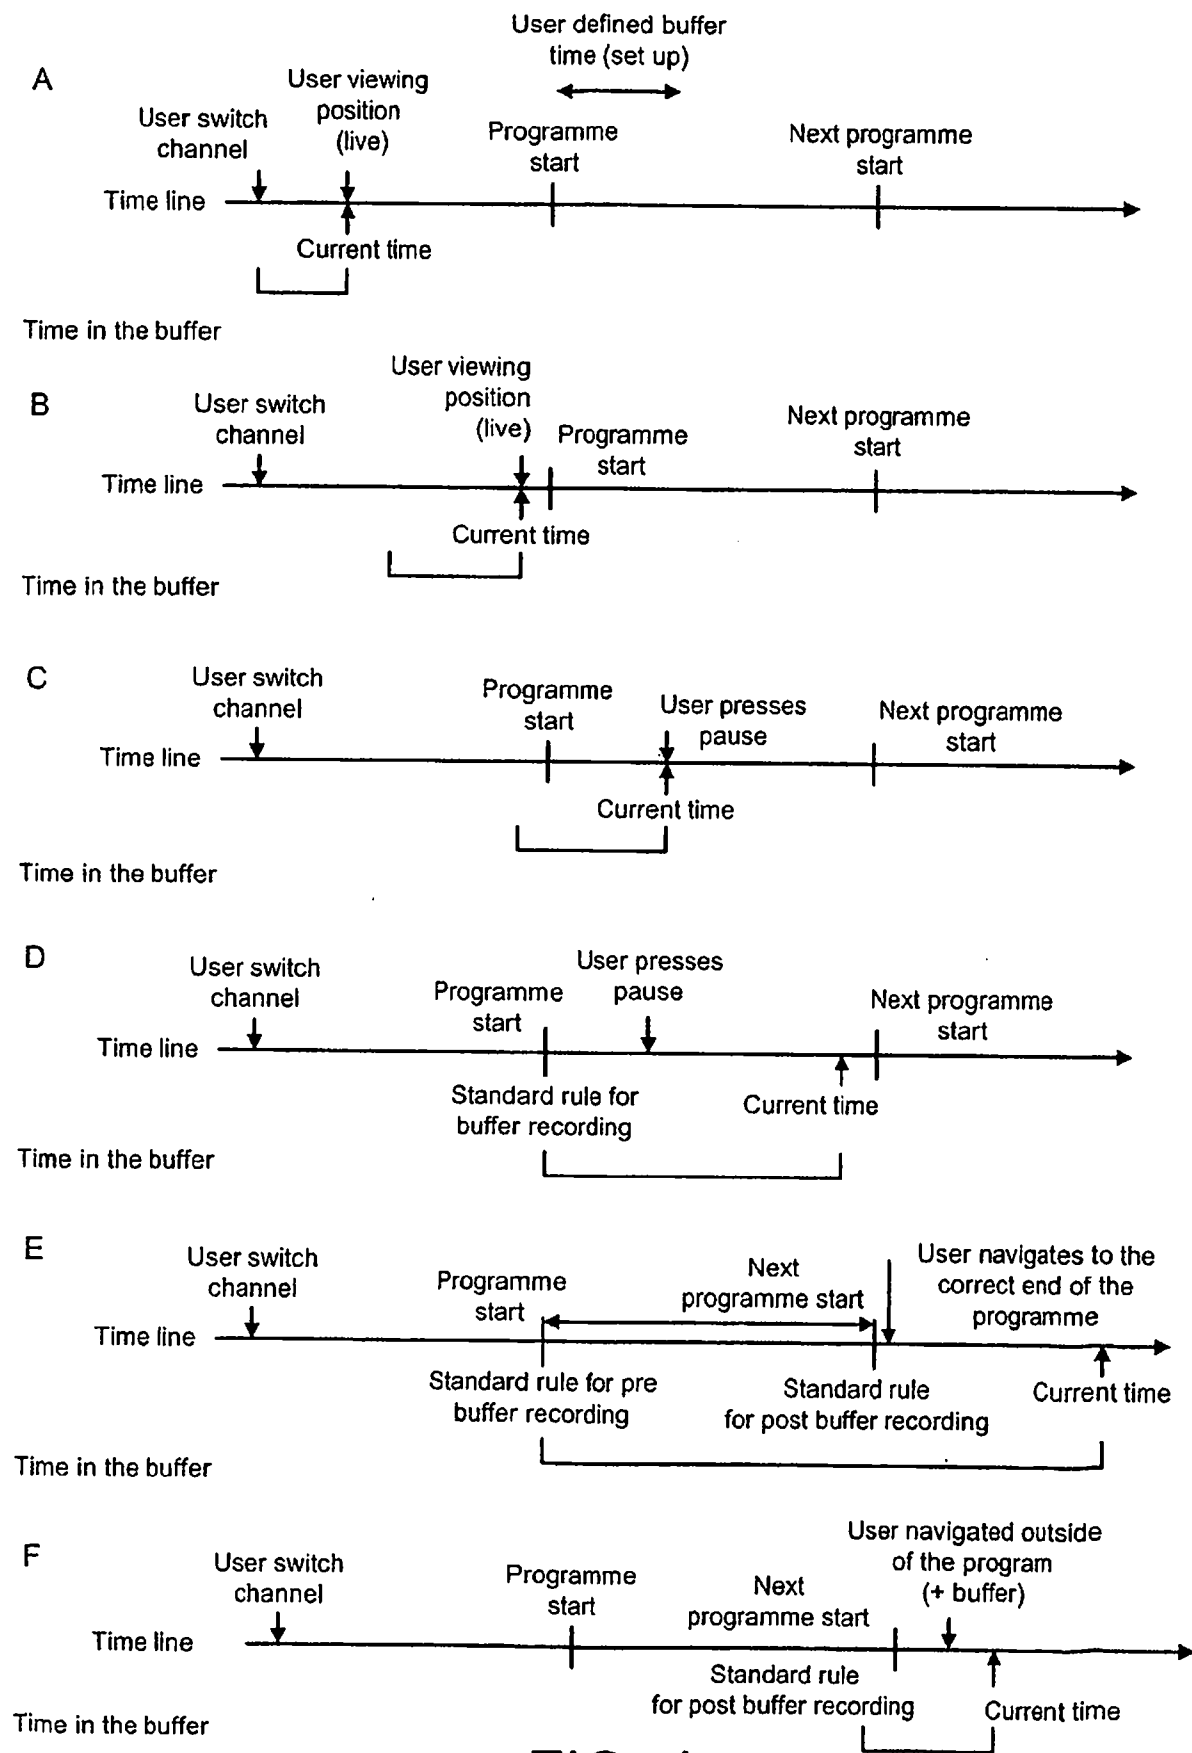 User defined buffer
time (set up)
A
User viewing
position
(live)
User switch
channel
Programme
start
Next programme
start
Time line
Current time
Time in the buffer
B
User viewing
position
(live)
User switch
channel
Programme
start
Next programme
start
Time line
Current time
Time in the buffer
C
User switch
channel
Programme
start
User presses
pause
Next programme
start
Time line
Current time
Time in the buffer
D
User switch
channel
Programme
start
User presses
pause
Next programme
start
Time line
Standard rule for
buffer recording
Current time
Time in the buffer
E
User switch
channel
Programme
start
Next
programme start
User navigates to the
correct end of the
programme
Time line
Standard rule for pre
buffer recording
Standard rule
for post buffer recording
Current time
Time in the buffer
F
User switch
channel
Programme
start
Next
programme start
User navigated outside
of the program
(+ buffer)
Time line
Standard rule
for post buffer recording
Current time
Time in the buffer